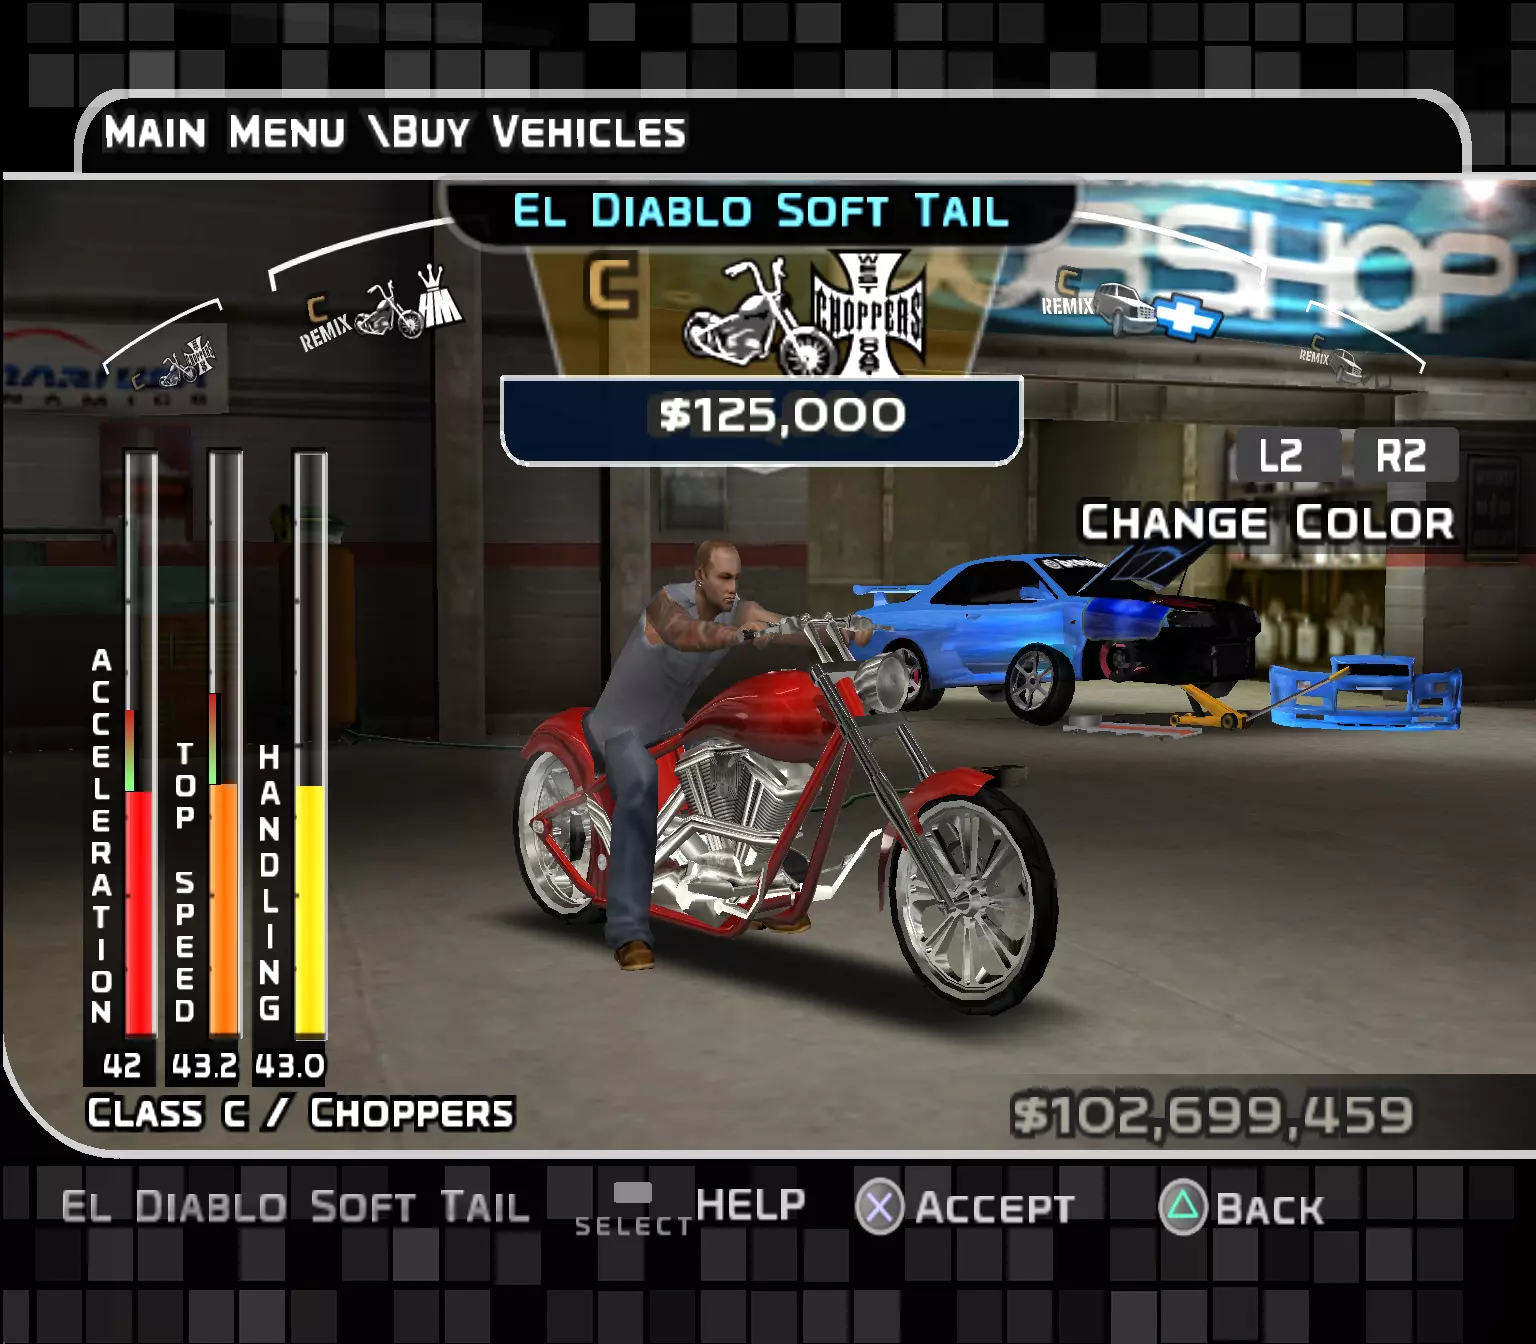 MAIN MENU \BUY VEHICLES
EL DIABLO SOFT TAIL
C
C
REMIX
C
WEST
CHOPPERS
C
REMIX
C
REMIX
$125,000
L2 R2
CHANGE COLOR
ACCELERATION
TOP SPEED
HANDLING
42 43.2 43.0
CLASS C / CHOPPERS
$102,699,459
EL DIABLO SOFT TAIL
SELECT HELP
ACCEPT
BACK